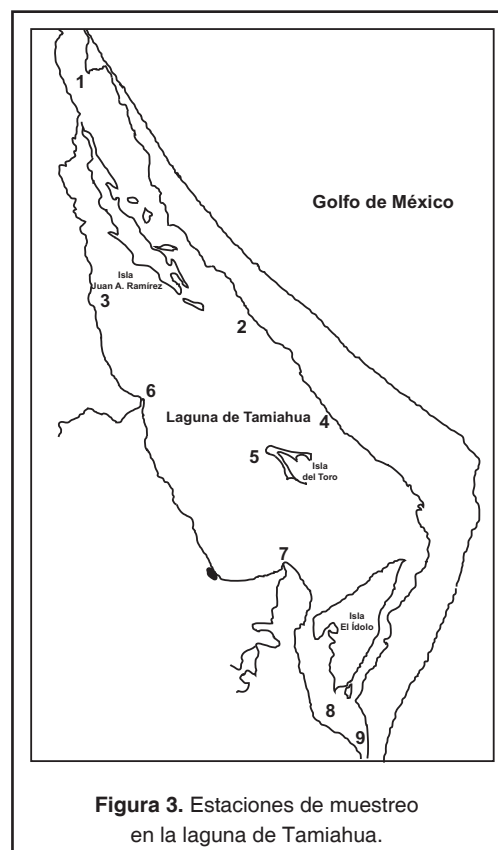 1
Golfo de México
Isla
Juan A. Ramírez
3
2
6
Laguna de Tamiahua
4
5
Isla
del Toro
7
Isla
El Ídolo
8
9
Figura 3. Estaciones de muestreo
en la laguna de Tamiahua.